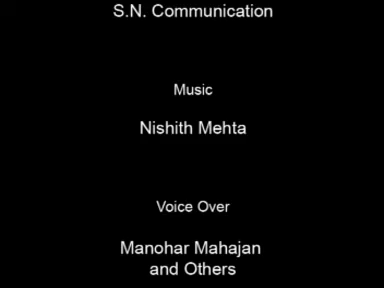 S.N. Communication
Music
Nishith Mehta
Voice Over
Manohar Mahajan
and Others